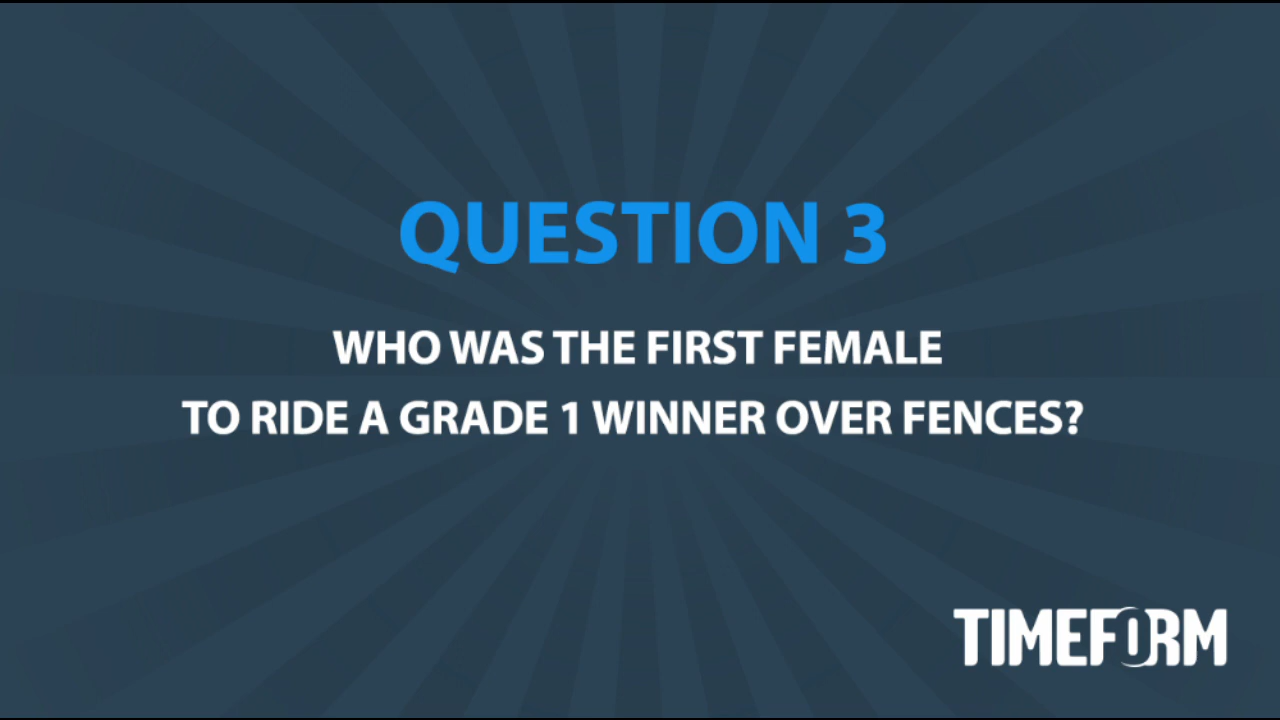 QUESTION 3
WHO WAS THE FIRST FEMALE
TO RIDE A GRADE 1 WINNER OVER FENCES?
TIMEFORM